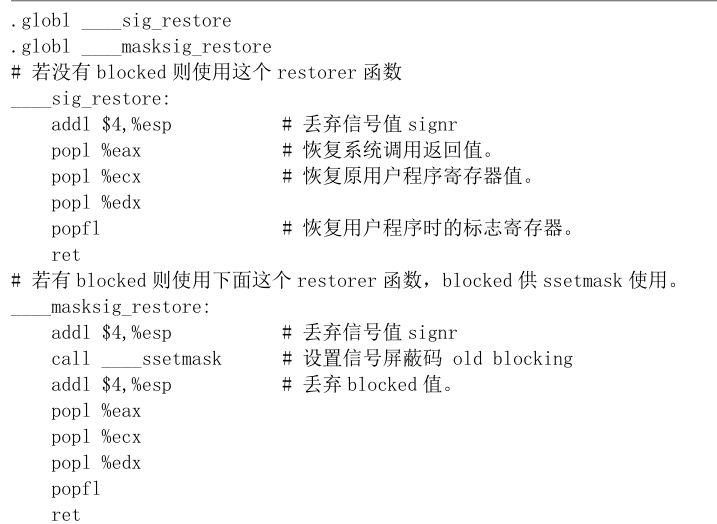 .globl ____sig_restore
.globl ____masksig_restore
# 若没有 blocked 则使用这个 restorer 函数
____sig_restore:
    addl $4,%esp            # 丢弃信号值 signr
    popl %eax               # 恢复系统调用返回值。
    popl %ecx               # 恢复原用户程序寄存器值。
    popl %edx
    popfl                   # 恢复用户程序时的标志寄存器。
    ret
# 若有 blocked 则使用下面这个 restorer 函数，blocked 供 ssetmask 使用。
____masksig_restore:
    addl $4,%esp            # 丢弃信号值 signr
    call ____ssetmask       # 设置信号屏蔽码 old blocking
    addl $4,%esp            # 丢弃 blocked 值。
    popl %eax
    popl %ecx
    popl %edx
    popfl
    ret